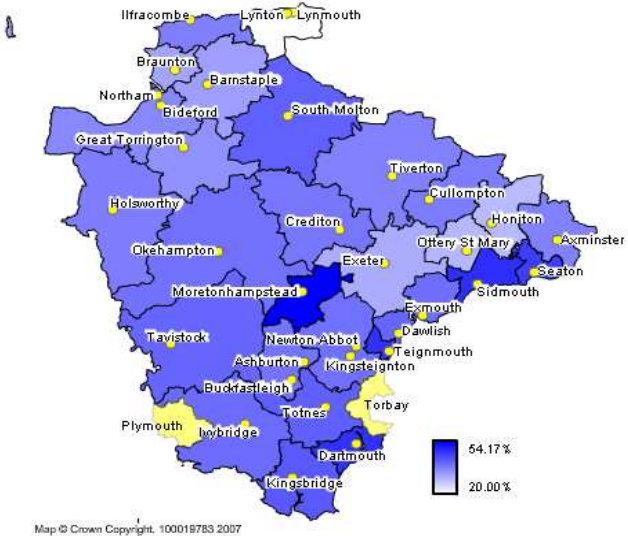 Ilfracombe
Lynton Lynmouth
Braunton
Barnstaple
Northam
Bideford
South Molton
Great Torrington
Tiverton
Cullompton
Holsworthy
Crediton
Honiton
Ottery St Mary
Axminster
Okehampton
Exeter
Seaton
Moretonhampstead
Sidmouth
Exmouth
Dawlish
Tavistock
Newton Abbot
Teignmouth
Ashburton
Kingsteignton
Buckfastleigh
Totnes
Torbay
Plymouth
Ivybridge
Dartmouth
54.17%
Kingsbridge
20.00%
Map © Crown Copyright. 100019783 2007